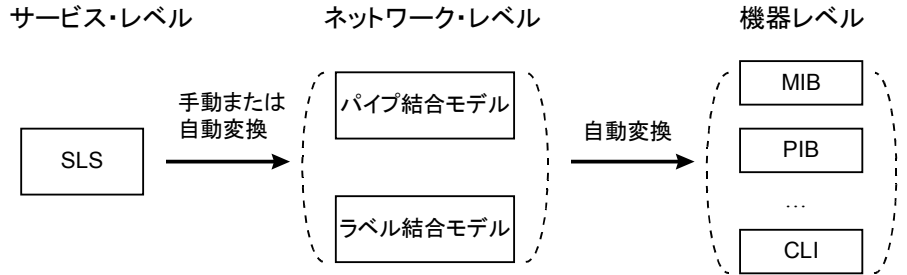 サービス・レベル
ネットワーク・レベル
機器レベル
SLS
手動または
自動変換
パイプ結合モデル
ラベル結合モデル
自動変換
MIB
PIB
...
CLI